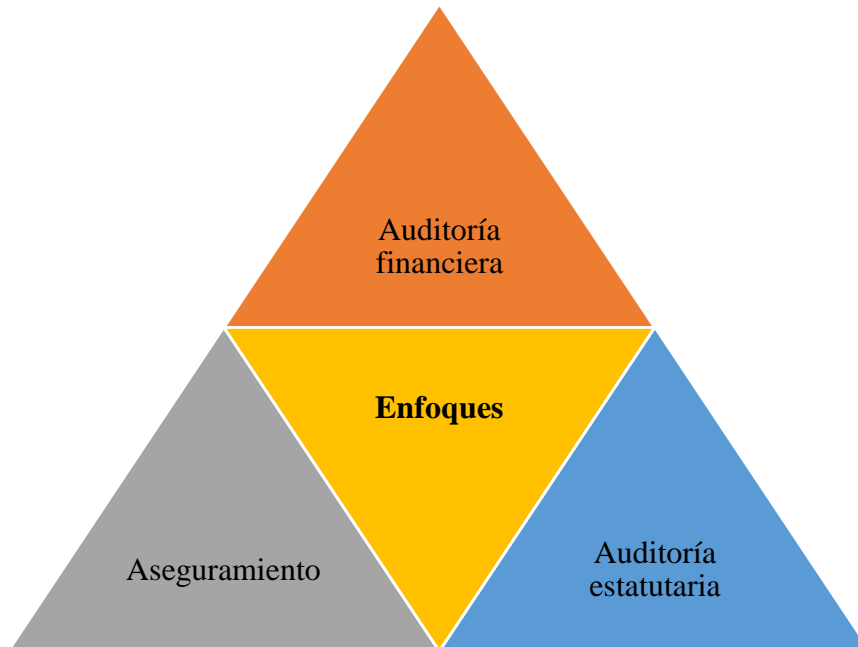 Auditoría
financiera
Enfoques
Aseguramiento
Auditoría
estatutaria